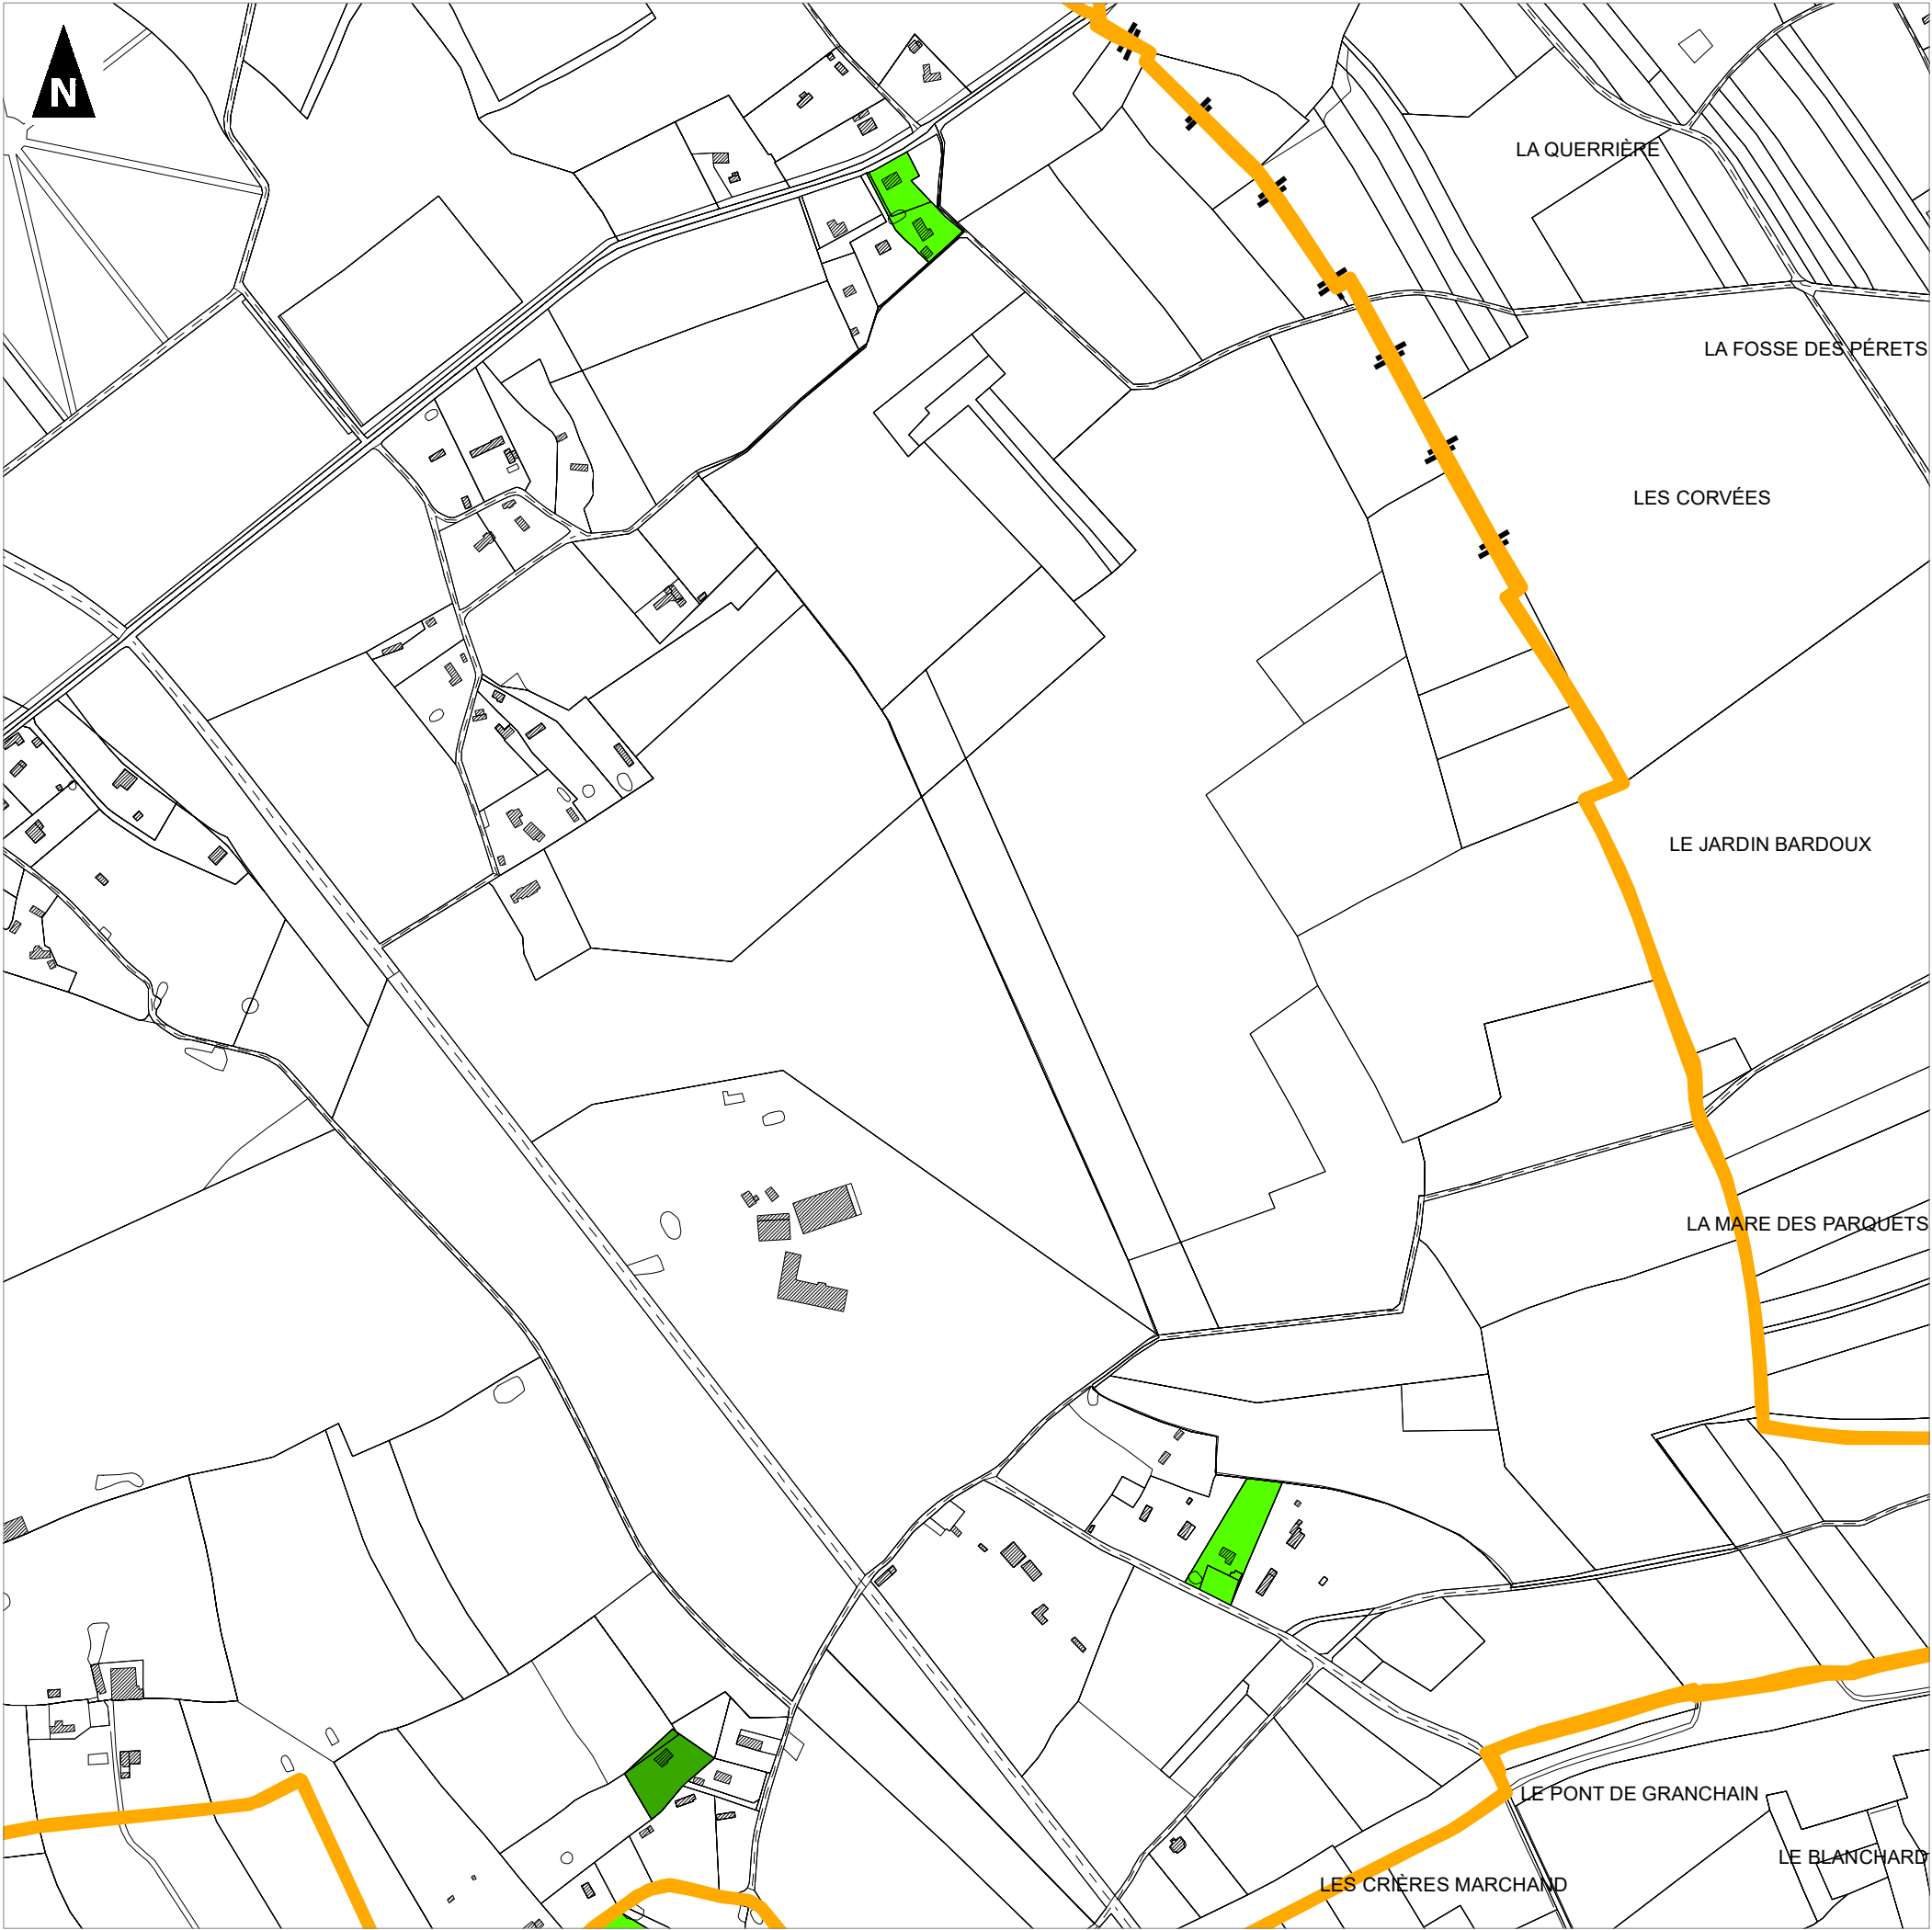 N
LA QUERRIÈRE
LA FOSSE DES PÉRETS
LES CORVÉES
LE JARDIN BARDOUX
LA MARE DES PARQUETS
LE PONT DE GRANCHAIN
LE BLANCHARD
LES CRIÈRES MARCHAND